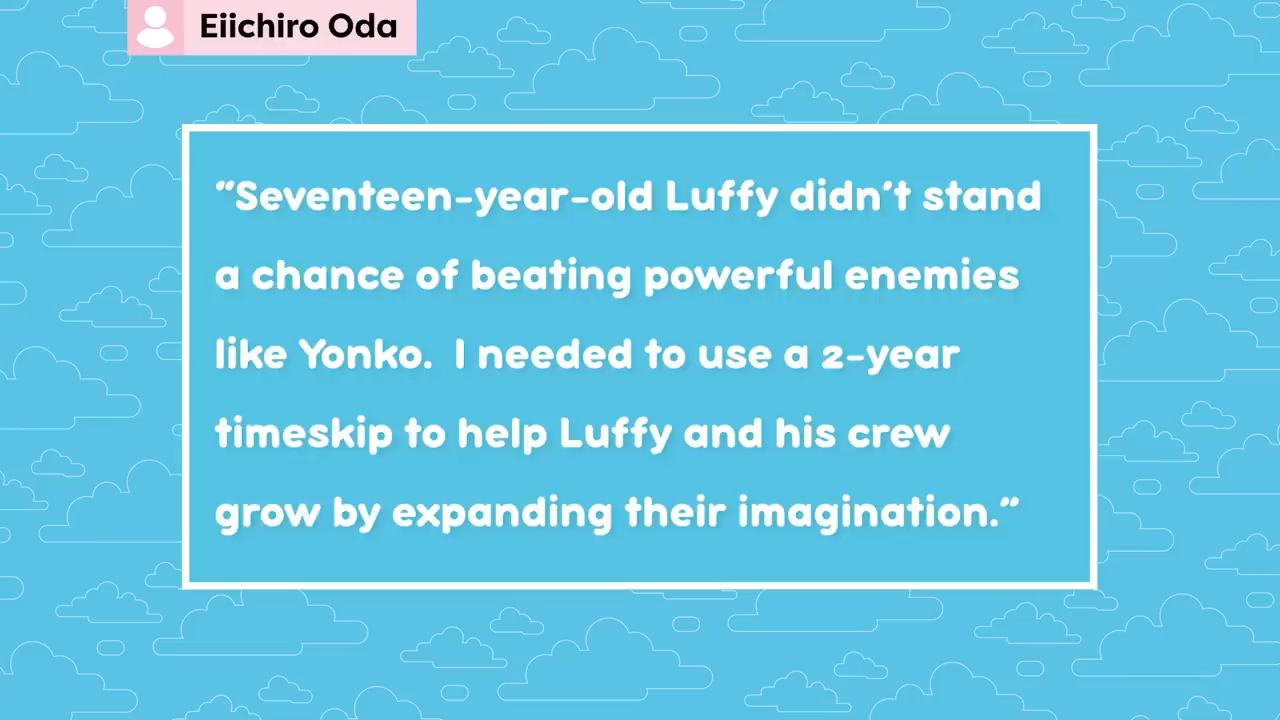 Eiichiro Oda
“Seventeen-year-old Luffy didn’t stand
a chance of beating powerful enemies
like Yonko. I needed to use a 2-year
timeskip to help Luffy and his crew
grow by expanding their imagination.”